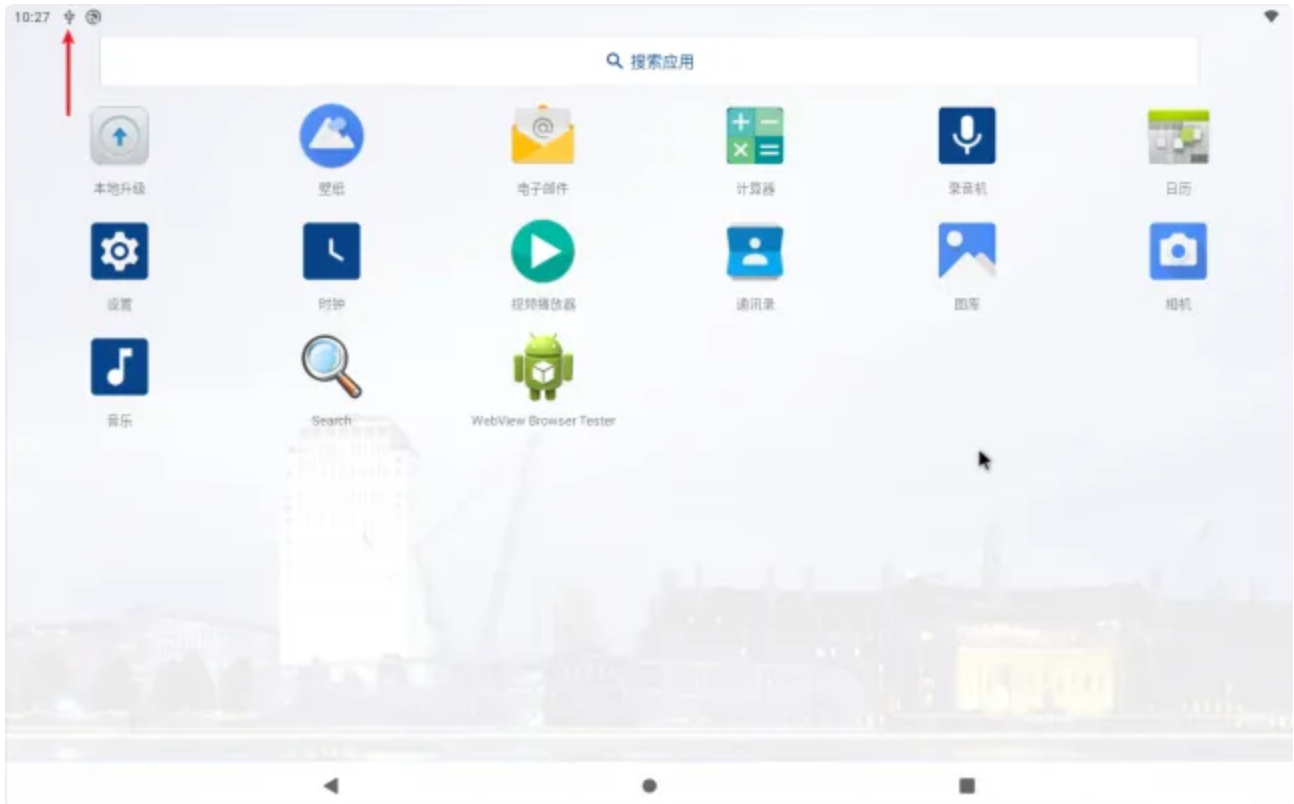 10:27
搜索应用
本地升级 壁纸 电子邮件 计算器 录音机 日历
设置 时钟 视频播放器 通讯录 图库 相机
音乐 Search WebView Browser Tester